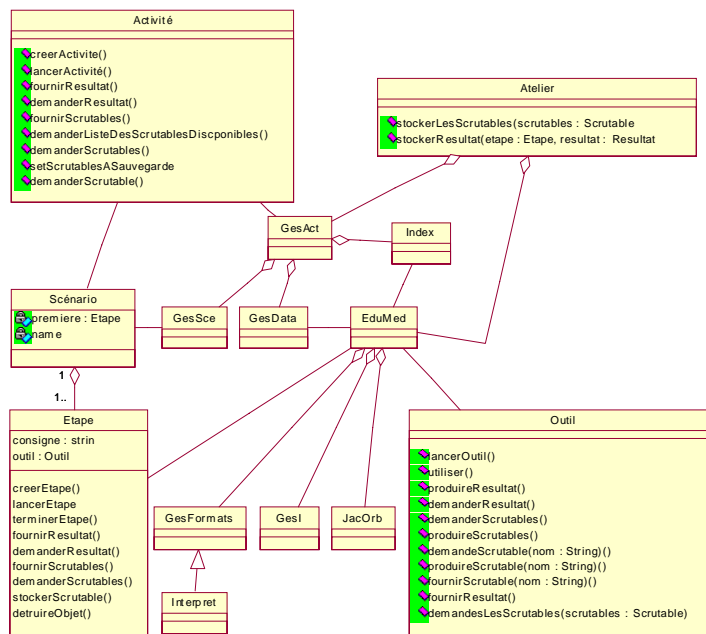 Activité
creerActivite()
lancerActivité()
fournirResultat()
demanderResultat()
fournirScrutables()
demanderListeDesScrutablesDiscponibles()
demanderScrutables()
setScrutablesASauvegarde
demanderScrutable()
Atelier
stockerLesScrutables(scrutables : Scrutable
stockerResultat(etape : Etape, resultat : Resultat
GesAct
Index
Scénario
premiere : Etape
name
GesSce
GesData
EduMed
1
1..
Etape
consigne : strin
outil : Outil
creerEtape()
lancerEtape
terminerEtape()
fournirResultat()
demanderResultat()
fournirScrutables()
demanderScrutables()
stockerScrutable()
detruireObjet()
GesFormats
GesI
JacOrb
Interpret
Outil
lancerOutil()
utiliser()
produireResultat()
demanderResultat()
demanderScrutables()
produireScrutables()
demandeScrutable(nom : String)()
produireScrutable(nom : String)()
fournirScrutable(nom : String)()
fournirResultat()
demandesLesScrutables(scrutables : Scrutable)